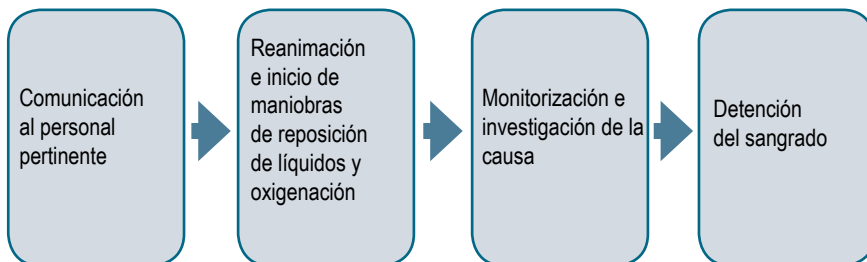 Comunicación
al personal
pertinente
Reanimación
e inicio de
maniobras
de reposición
de líquidos y
oxigenación
Monitorización e
investigación de la
causa
Detención
del sangrado